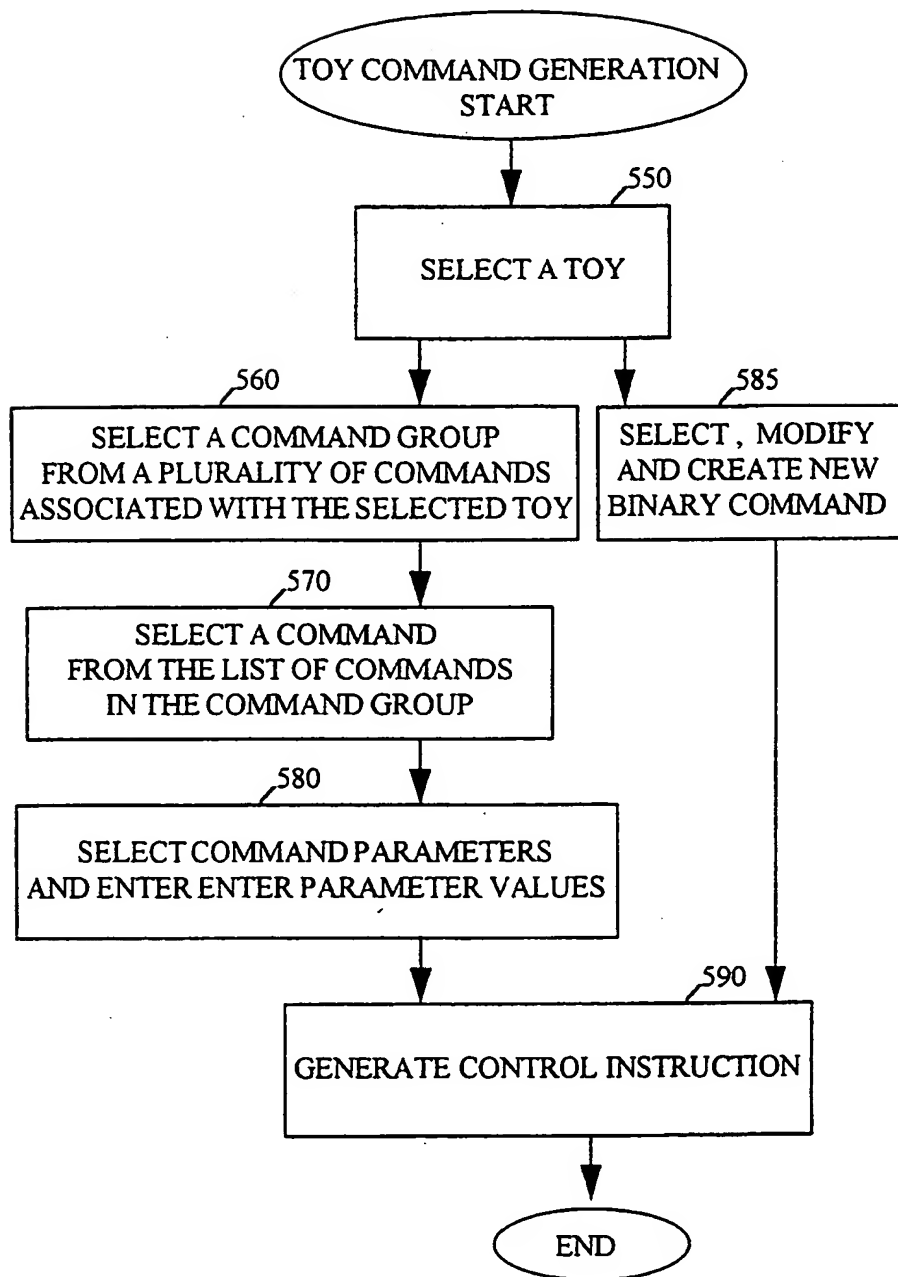 TOY COMMAND GENERATION
START
550
SELECT A TOY
560
SELECT A COMMAND GROUP
FROM A PLURALITY OF COMMANDS
ASSOCIATED WITH THE SELECTED TOY
585
SELECT , MODIFY
AND CREATE NEW
BINARY COMMAND
570
SELECT A COMMAND
FROM THE LIST OF COMMANDS
IN THE COMMAND GROUP
580
SELECT COMMAND PARAMETERS
AND ENTER ENTER PARAMETER VALUES
590
GENERATE CONTROL INSTRUCTION
END